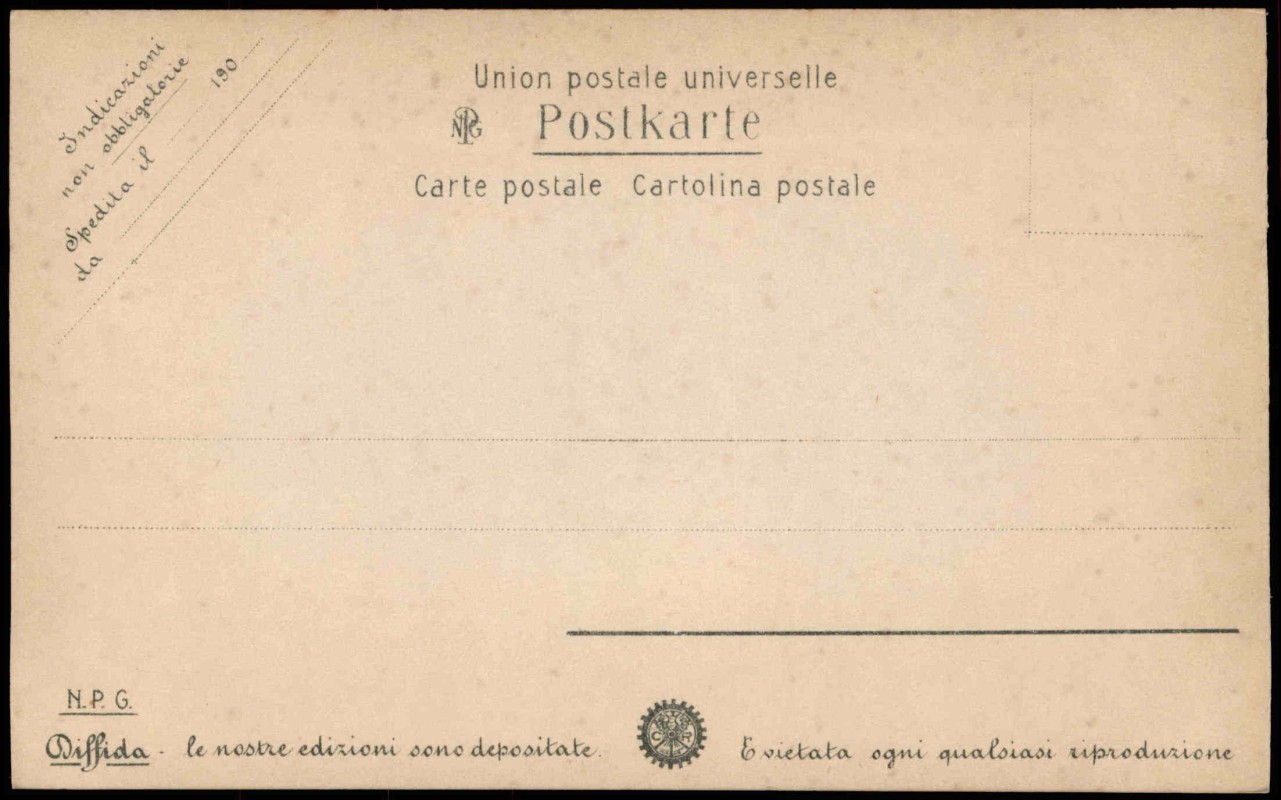 Indicazioni
non obbligatorie
Spedita il 190
da
Union postale universelle
NPG Postkarte
Carte postale Cartolina postale
N.P.G.
Diffida - le nostre edizioni sono depositate. C R E vietata ogni qualsiasi riproduzione